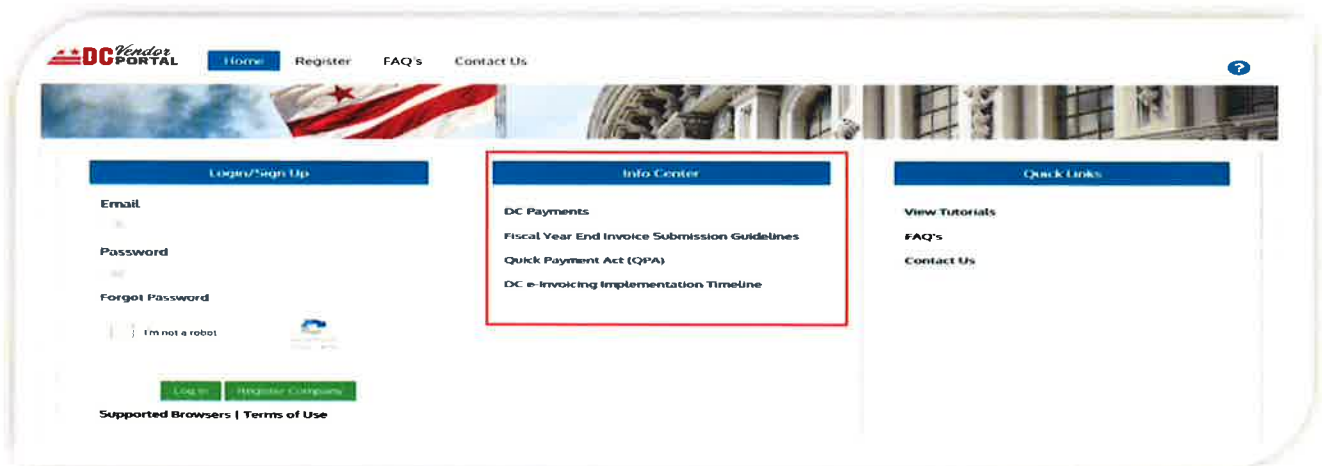 DC Vendor PORTAL
Home Register FAQ's Contact Us
?
Login/Sign Up
Email
Password
Forgot Password
I'm not a robot
Log In Register Company
Supported Browsers | Terms of Use
Info Center
DC Payments
Fiscal Year End Invoice Submission Guidelines
Quick Payment Act (QPA)
DC e-Invoicing Implementation Timeline
Quick Links
View Tutorials
FAQ's
Contact Us